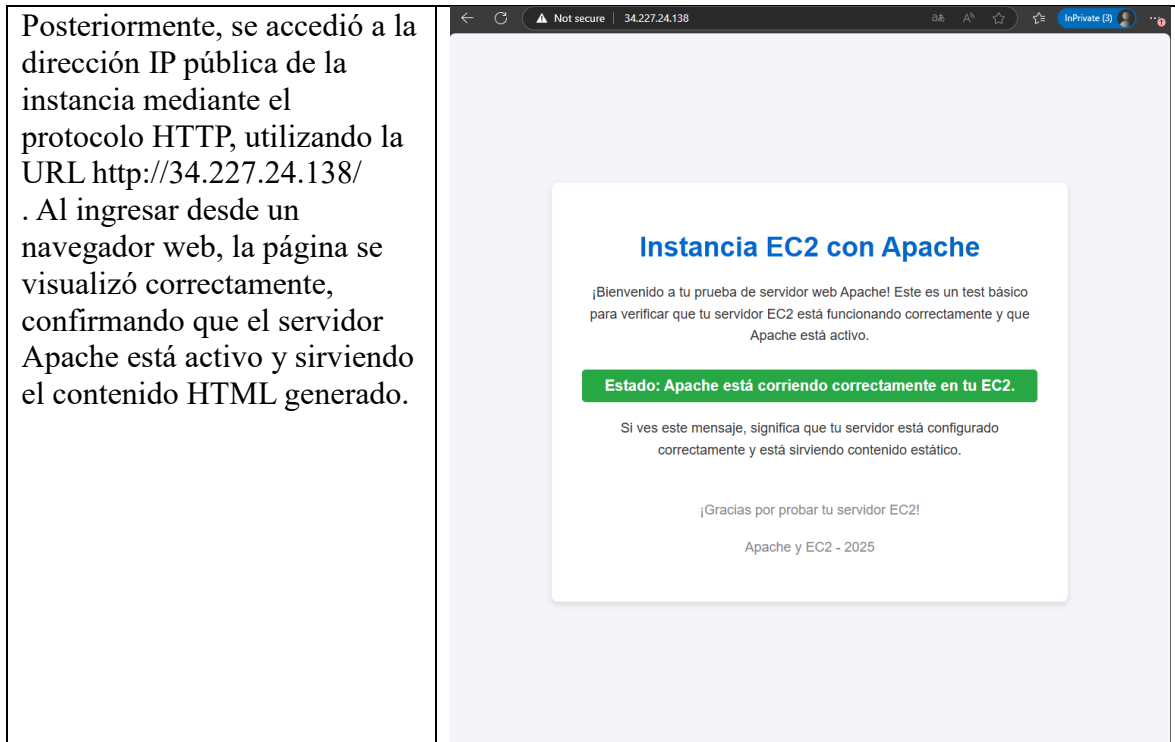 Posteriormente, se accedió a la
dirección IP pública de la
instancia mediante el
protocolo HTTP, utilizando la
URL http://34.227.24.138/
. Al ingresar desde un
navegador web, la página se
visualizó correctamente,
confirmando que el servidor
Apache está activo y sirviendo
el contenido HTML generado.
Not secure 34.227.24.138 InPrivate (3)
Instancia EC2 con Apache
¡Bienvenido a tu prueba de servidor web Apache! Este es un test básico
para verificar que tu servidor EC2 está funcionando correctamente y que
Apache está activo.
Estado: Apache está corriendo correctamente en tu EC2.
Si ves este mensaje, significa que tu servidor está configurado
correctamente y está sirviendo contenido estático.
¡Gracias por probar tu servidor EC2!
Apache y EC2 - 2025